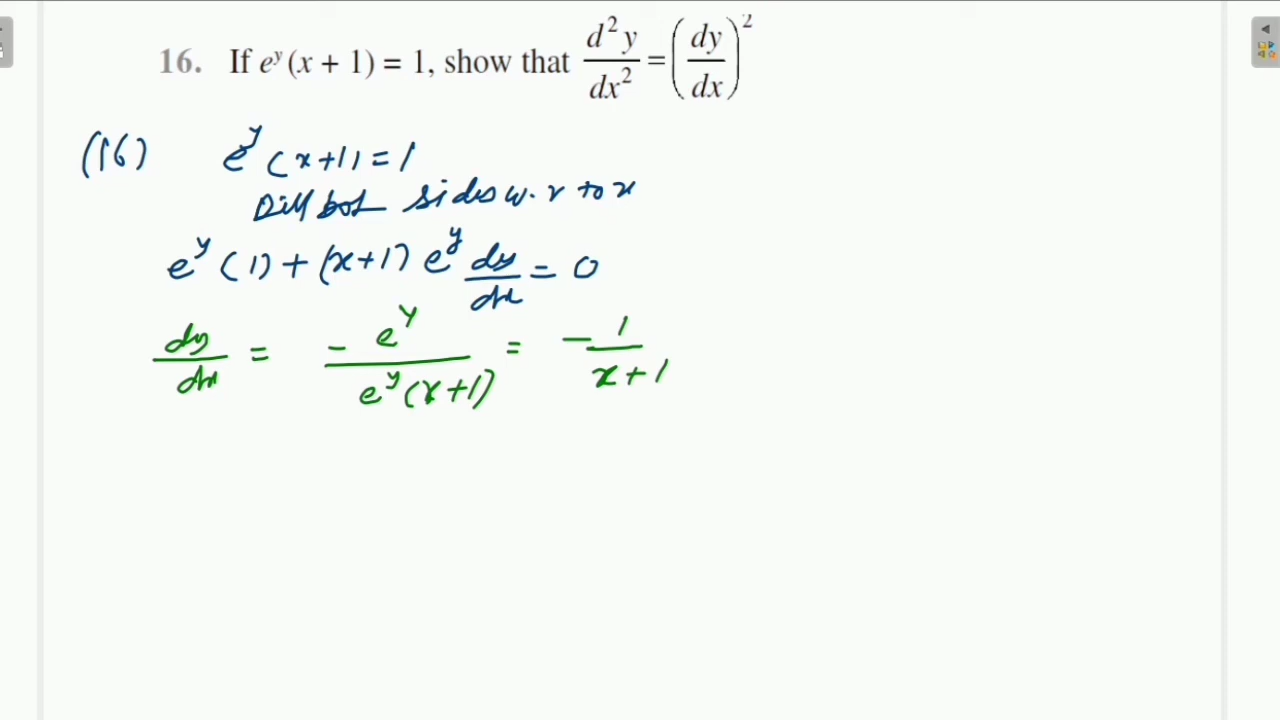 16. If e^y (x + 1) = 1, show that d²y/dx² = (dy/dx)²
(16) e^y (x+1) = 1
Diff both sides w.r to x
e^y (1) + (x+1) e^y dy/dx = 0
dy/dx = - e^y / e^y (x+1) = - 1 / x+1